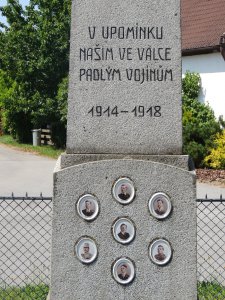 V UPOMÍNKU
NAŠIM VE VÁLCE
PADLÝM VOJÍNŮM
1914-1918